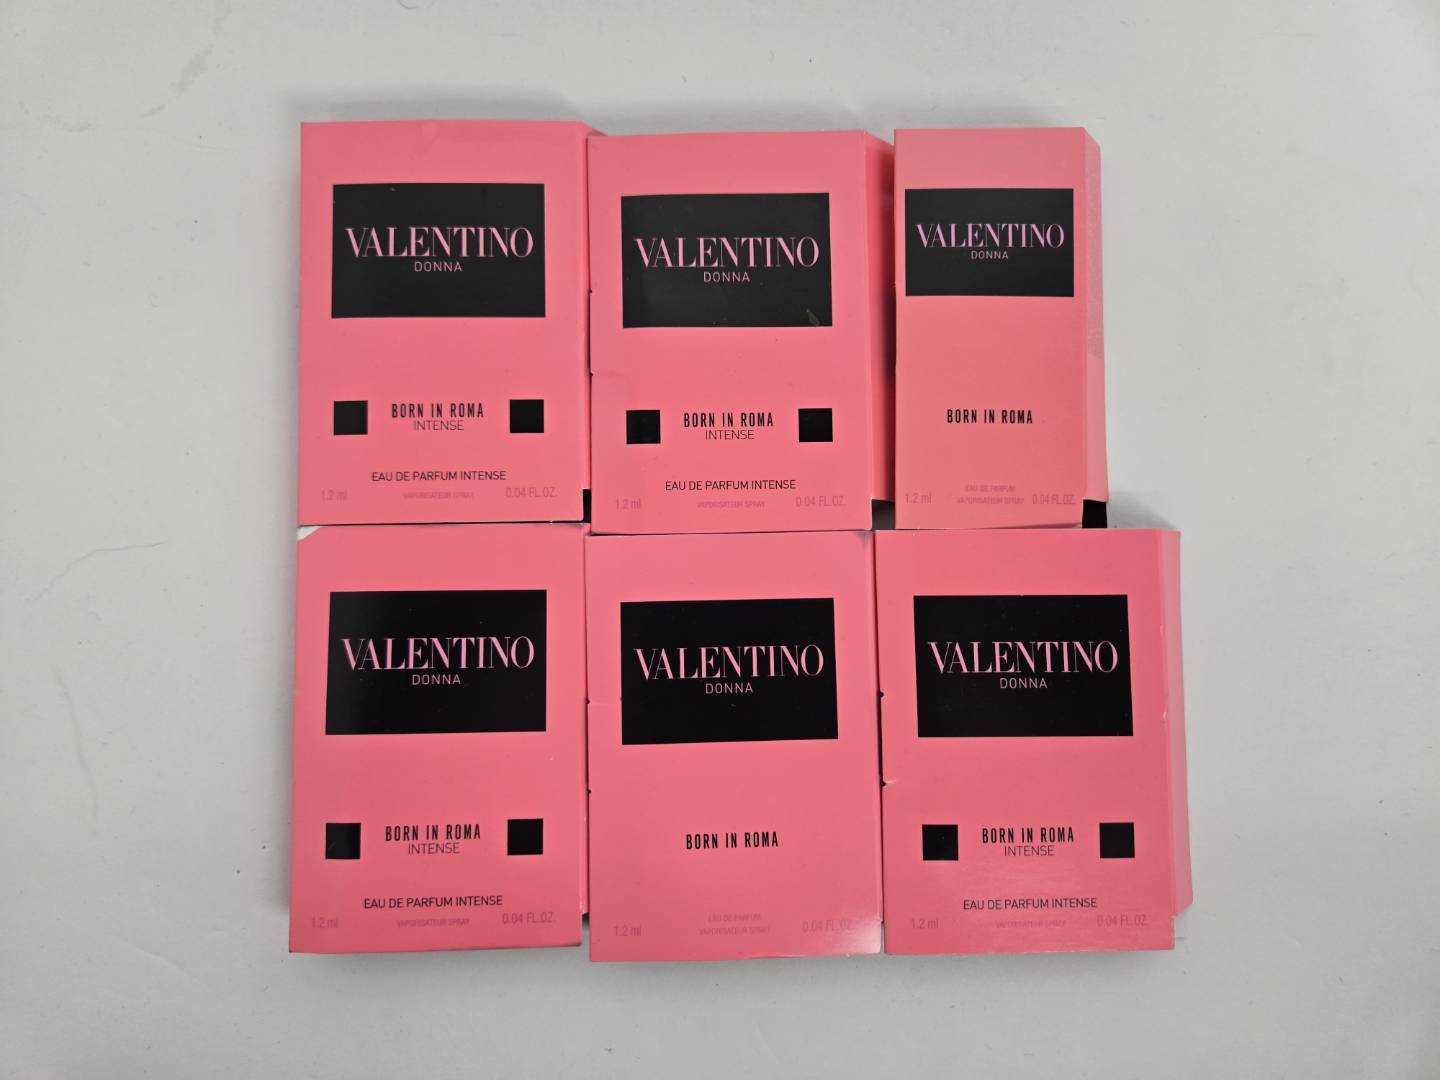 VALENTINO
DONNA
BORN IN ROMA
INTENSE
EAU DE PARFUM INTENSE
1.2 ml VAPORISATEUR SPRAY 0.04 FL.OZ.
VALENTINO
DONNA
BORN IN ROMA
INTENSE
EAU DE PARFUM INTENSE
1.2 ml VAPORISATEUR SPRAY 0.04 FL.OZ.
VALENTINO
DONNA
BORN IN ROMA
EAU DE PARFUM
1.2 ml VAPORISATEUR SPRAY 0.04 FL.OZ.
VALENTINO
DONNA
BORN IN ROMA
INTENSE
EAU DE PARFUM INTENSE
1.2 ml VAPORISATEUR SPRAY 0.04 FL.OZ.
VALENTINO
DONNA
BORN IN ROMA
EAU DE PARFUM
1.2 ml VAPORISATEUR SPRAY 0.04 FL.OZ.
VALENTINO
DONNA
BORN IN ROMA
INTENSE
EAU DE PARFUM INTENSE
1.2 ml VAPORISATEUR SPRAY 0.04 FL.OZ.